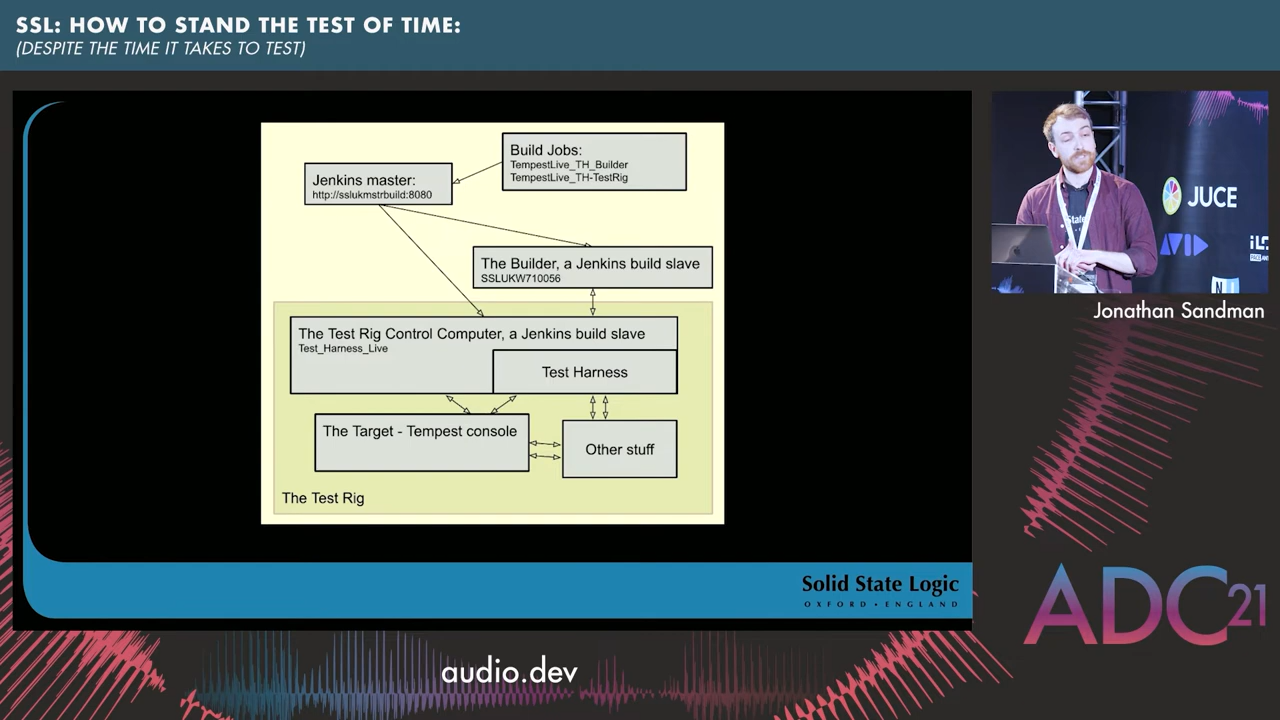 SSL: HOW TO STAND THE TEST OF TIME:
(DESPITE THE TIME IT TAKES TO TEST)
Build Jobs:
TempestLive_TH_Builder
TempestLive_TH-TestRig
Jenkins master:
http://sslukmstrbuild:8080
The Builder, a Jenkins build slave
SSLUKW710056
The Test Rig Control Computer, a Jenkins build slave
Test_Harness_Live
Test Harness
The Target - Tempest console
Other stuff
The Test Rig
Solid State Logic
OXFORD • ENGLAND
State
JUCE
AVID
Jonathan Sandman
ADC21
audio.dev